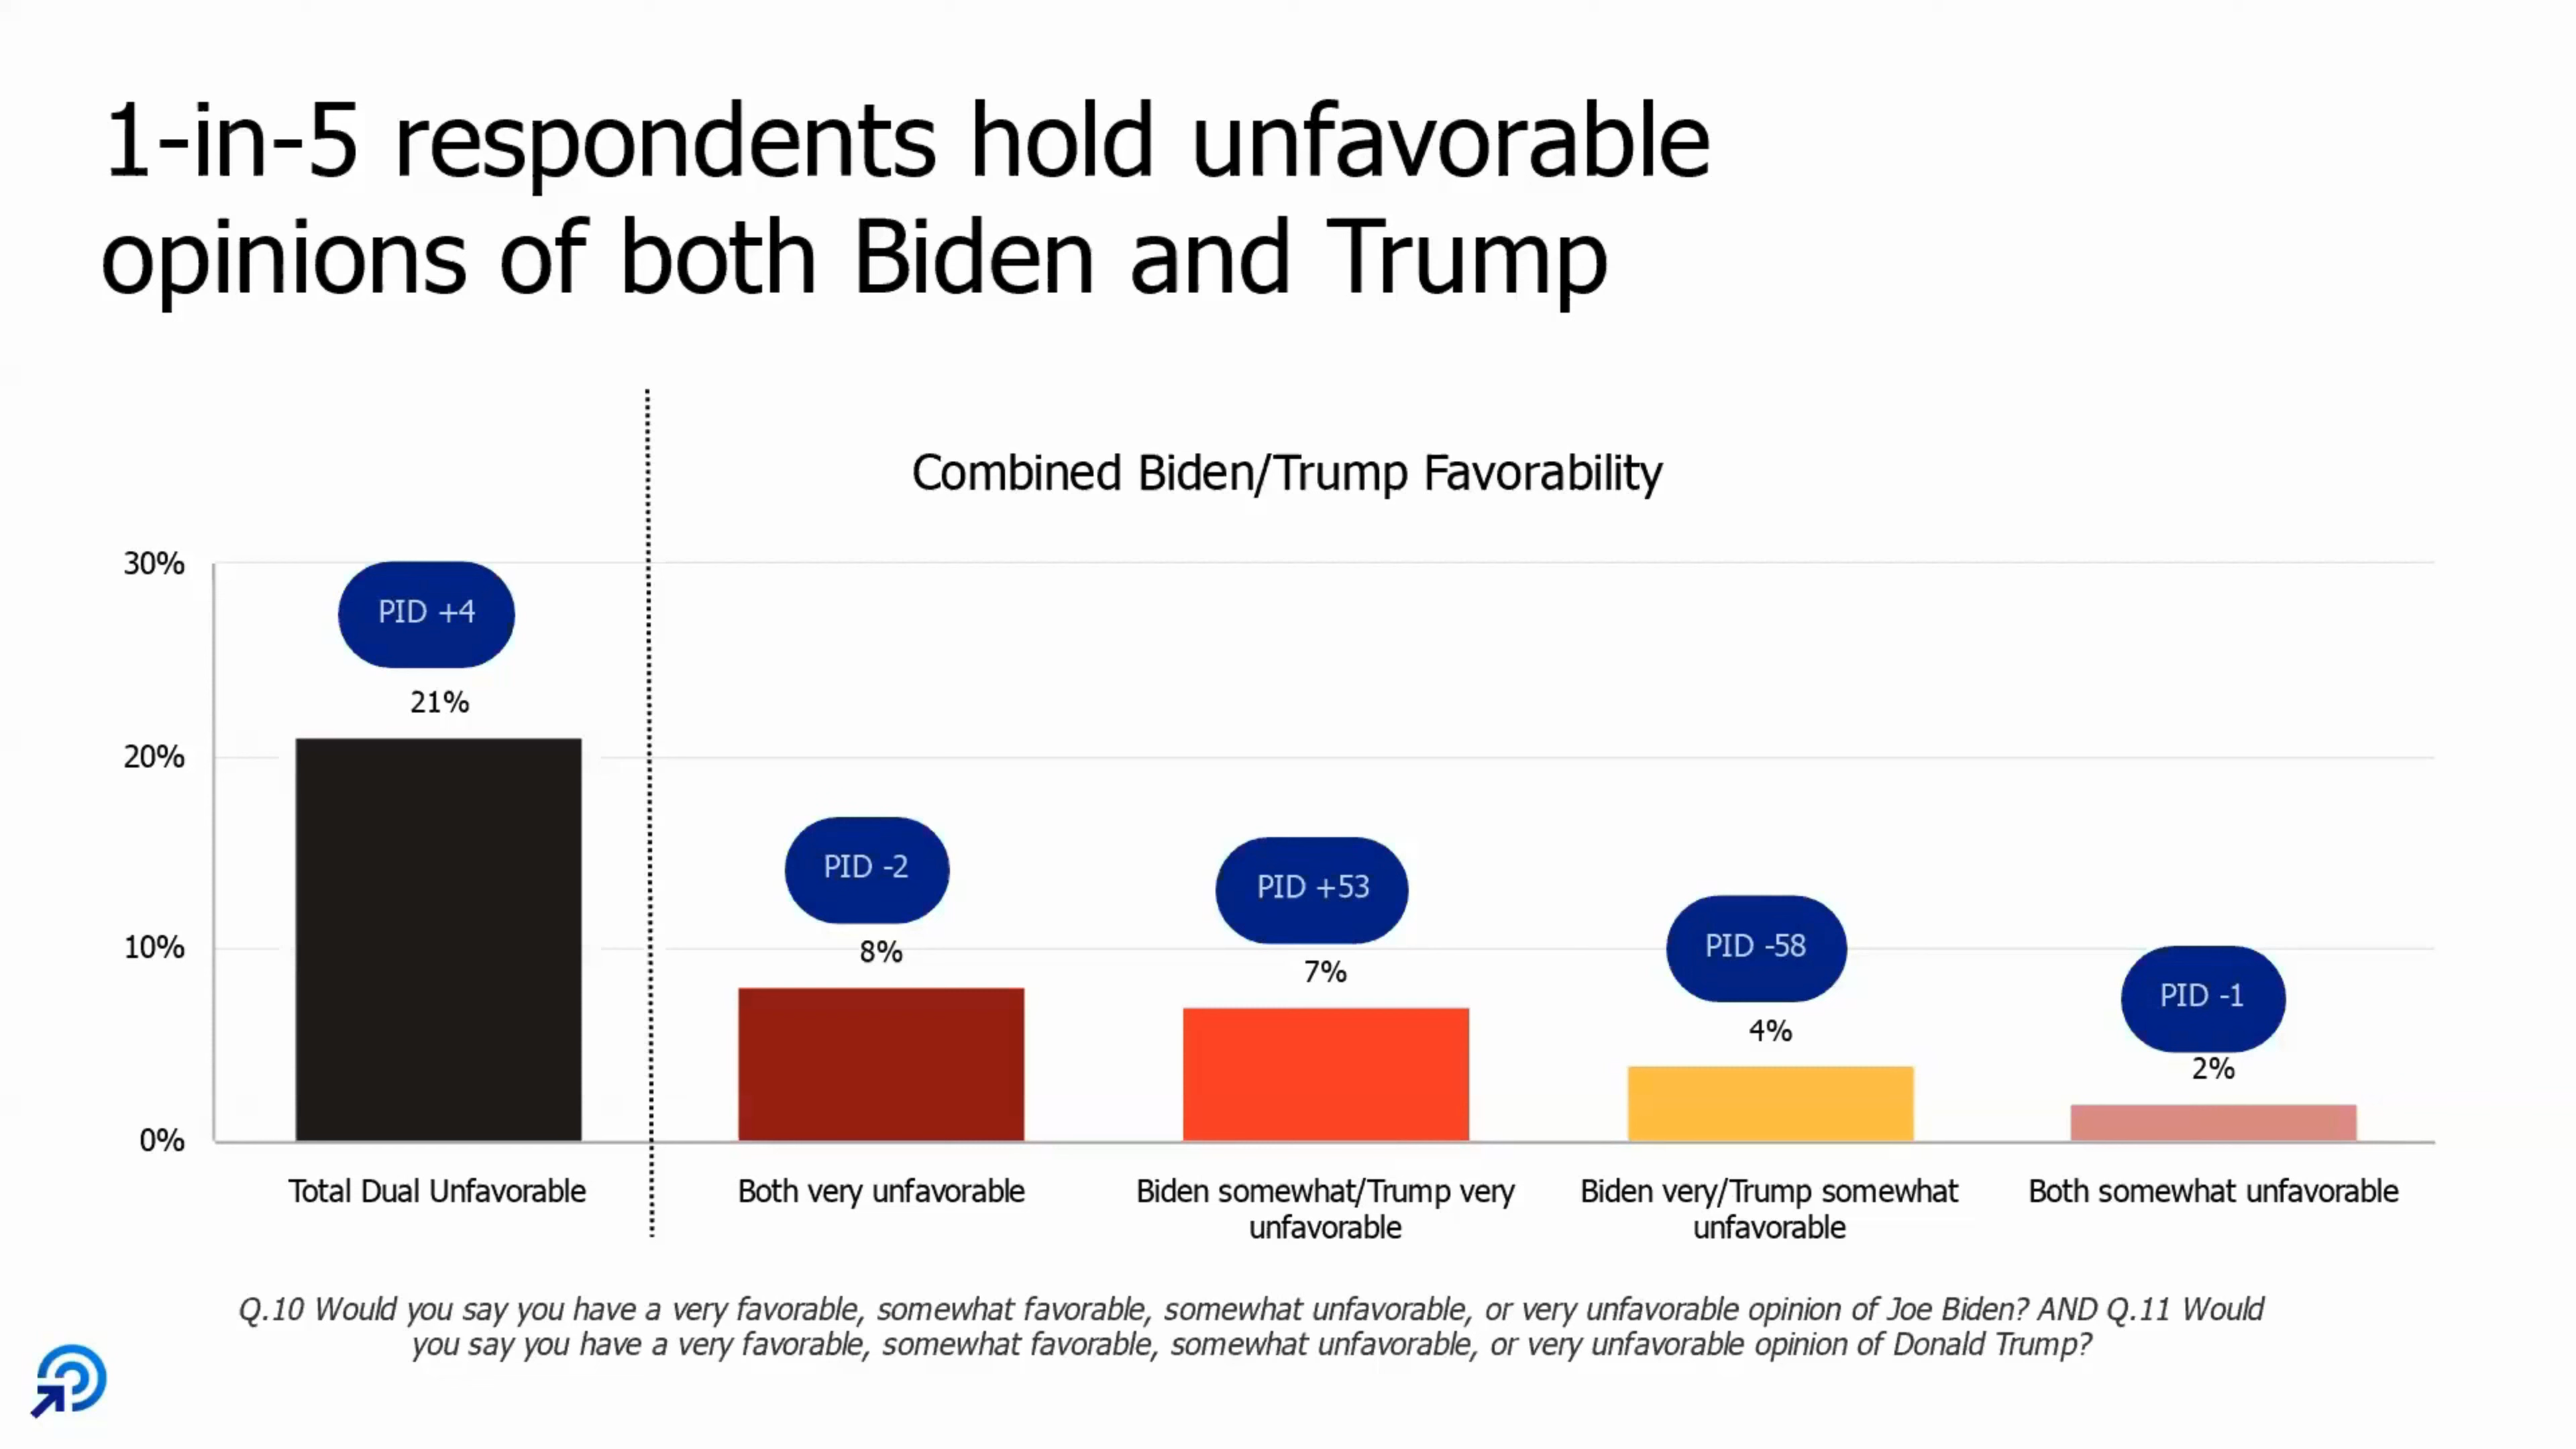 1-in-5 respondents hold unfavorable
opinions of both Biden and Trump
Combined Biden/Trump Favorability
30%
PID +4
21%
20%
PID -2
8%
PID +53
7%
PID -58
4%
PID -1
2%
10%
0%
Total Dual Unfavorable
Both very unfavorable
Biden somewhat/Trump very
unfavorable
Biden very/Trump somewhat
unfavorable
Both somewhat unfavorable
Q.10 Would you say you have a very favorable, somewhat favorable, somewhat unfavorable, or very unfavorable opinion of Joe Biden? AND Q.11 Would
you say you have a very favorable, somewhat favorable, somewhat unfavorable, or very unfavorable opinion of Donald Trump?